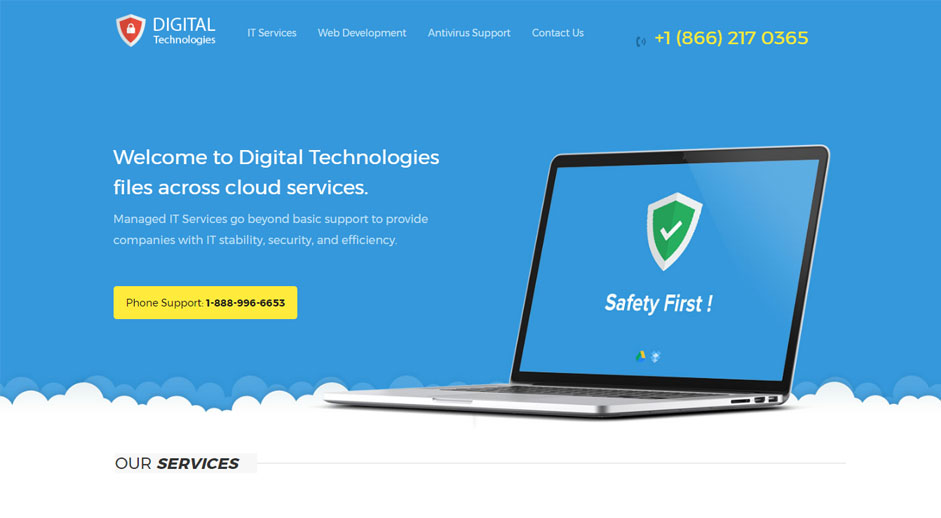 DIGITAL
Technologies
IT Services
Web Development
Antivirus Support
Contact Us
+1 (866) 217 0365
Welcome to Digital Technologies
files across cloud services.
Managed IT Services go beyond basic support to provide
companies with IT stability, security, and efficiency.
Phone Support: 1-888-996-6653
Safety First !
OUR SERVICES